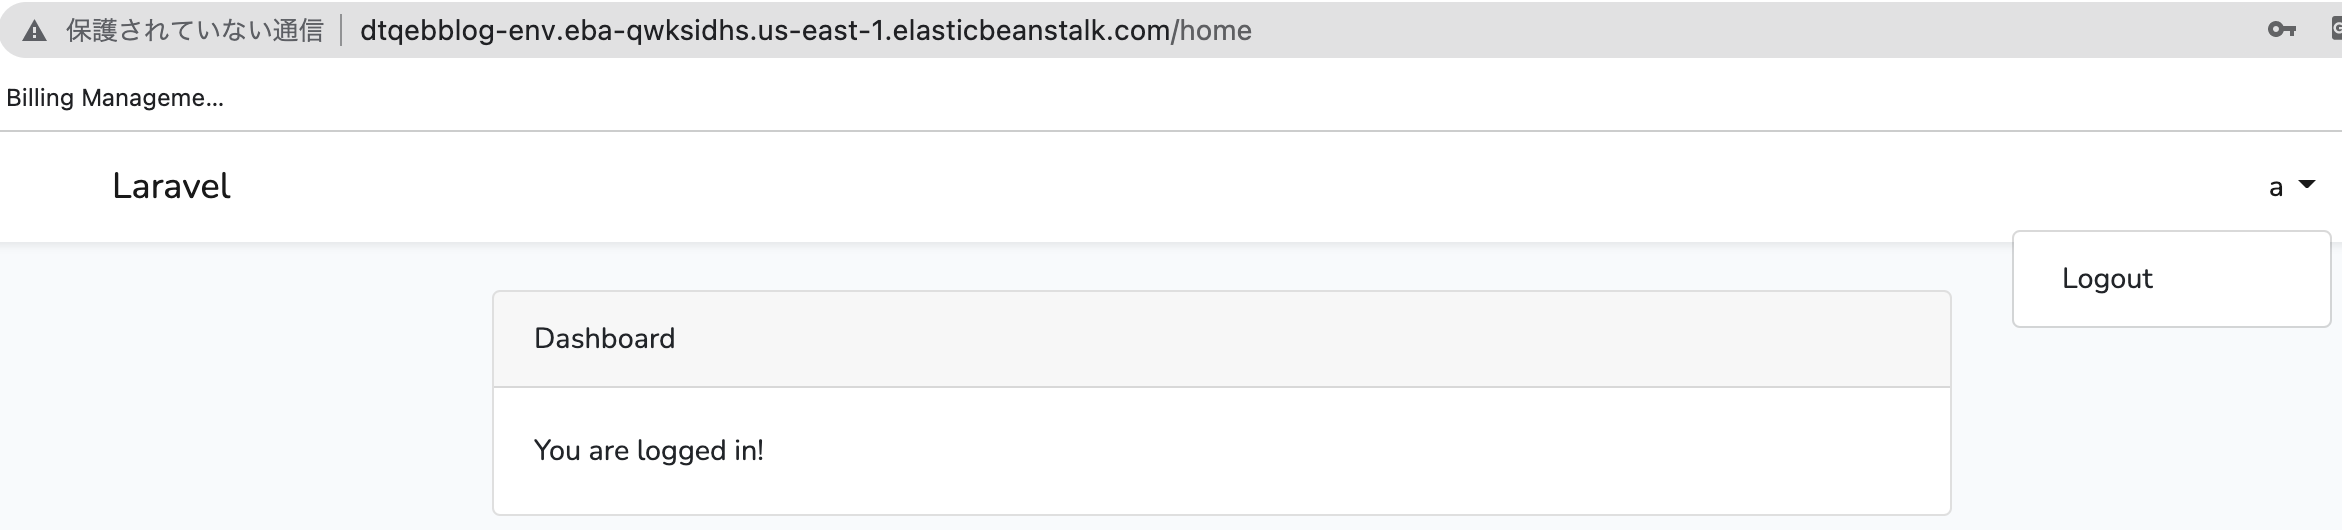 保護されていない通信 dtqebblog-env.eba-qwksidhs.us-east-1.elasticbeanstalk.com/home
Billing Manageme...
Laravel a
Logout
Dashboard
You are logged in!